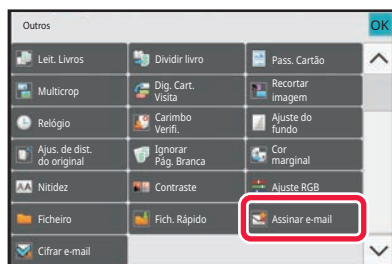 Outros
OK
Leit. Livros
Dividir livro
Pass. Cartão
Multicrop
Dig. Cart.
Visita
Recortar
imagem
Relógio
Carimbo
Verifi.
Ajuste do
fundo
Ajus. de dist.
do original
Ignorar
Pág. Branca
Cor
marginal
AA Nitidez
Contraste
Ajuste RGB
Ficheiro
Fich. Rápido
Assinar e-mail
Cifrar e-mail